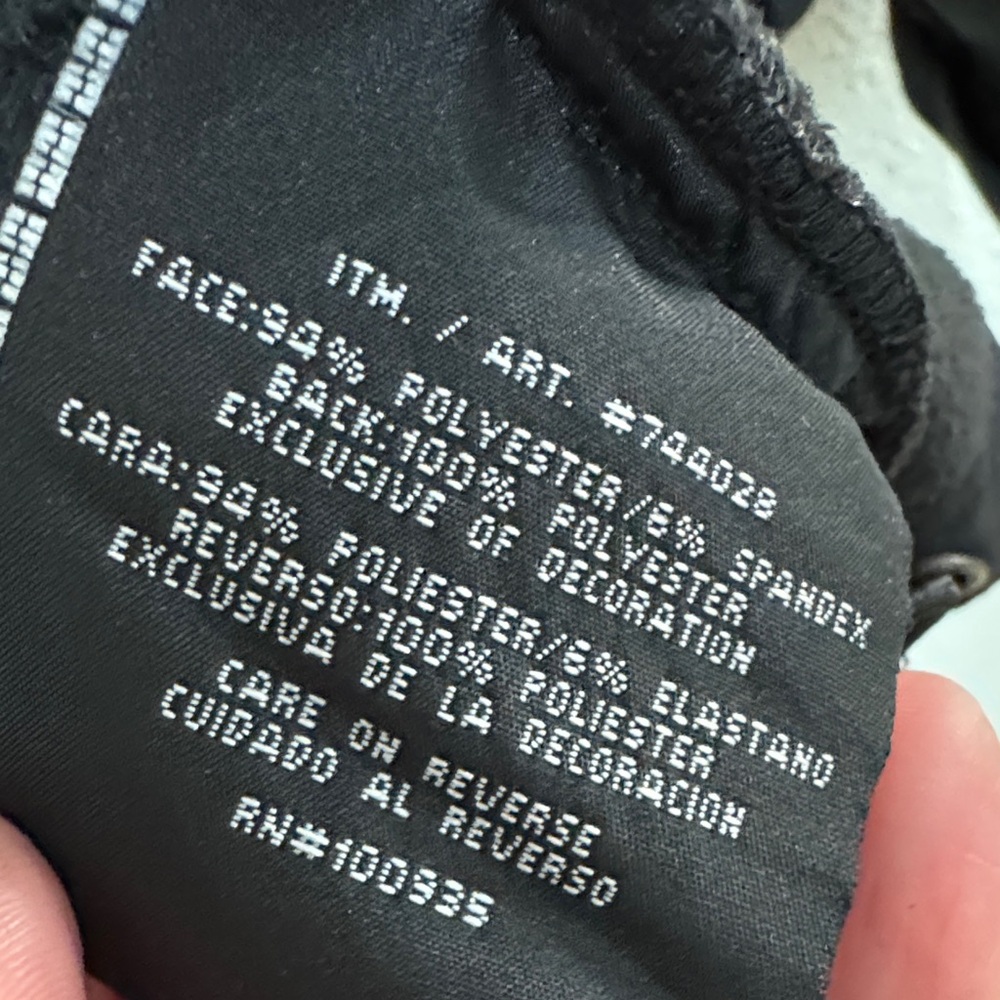 ITM. / ART. #744028
FACE:94% POLYESTER/6% SPANDEX
BACK:100% POLYESTER
EXCLUSIVE OF DECORATION
CARA:94% POLIESTER/6% ELASTANO
REVERSO:100% POLIESTER
EXCLUSIVA DE LA DECORACION
CARE ON REVERSE
CUIDADO AL REVERSO
RN#